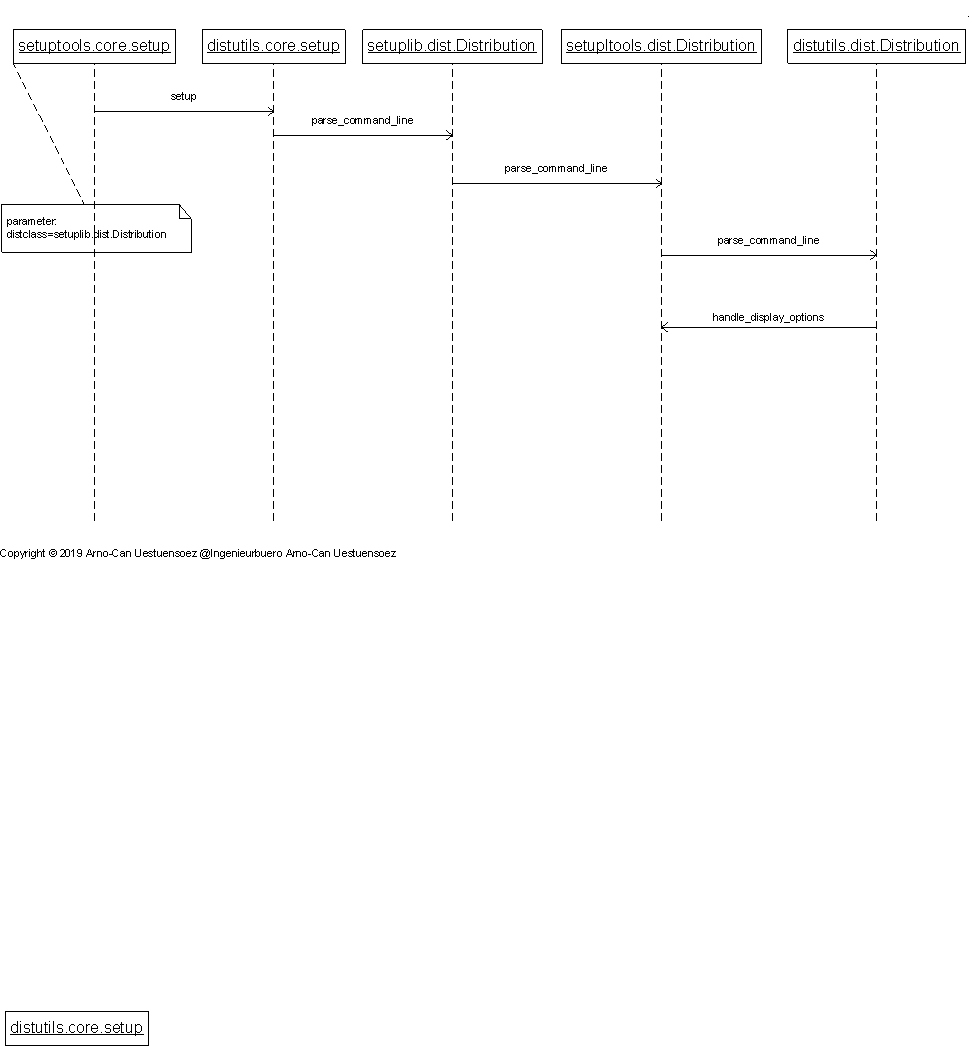 setuptools.core.setup
distutils.core.setup
setuplib.dist.Distribution
setupltools.dist.Distribution
distutils.dist.Distribution
setup
parse_command_line
parse_command_line
parameter:
distclass=setuplib.dist.Distribution
parse_command_line
handle_display_options
Copyright © 2019 Arno-Can Uestuensoez @Ingenieurbuero Arno-Can Uestuensoez
distutils.core.setup